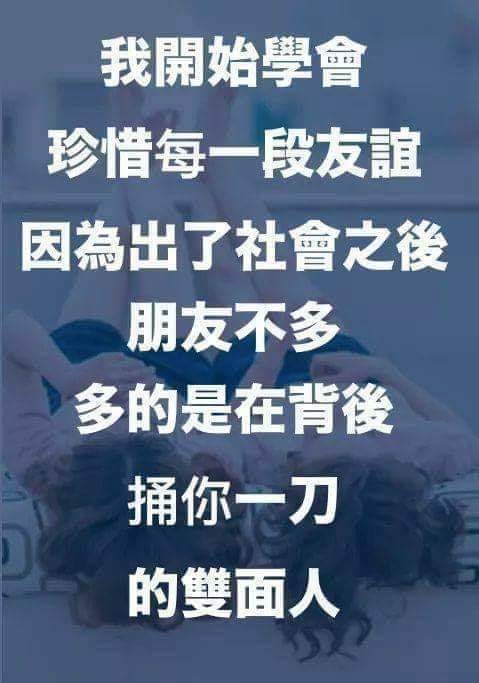 我開始學會
珍惜每一段友誼
因為出了社會之後
朋友不多
多的是在背後
捅你一刀
的雙面人